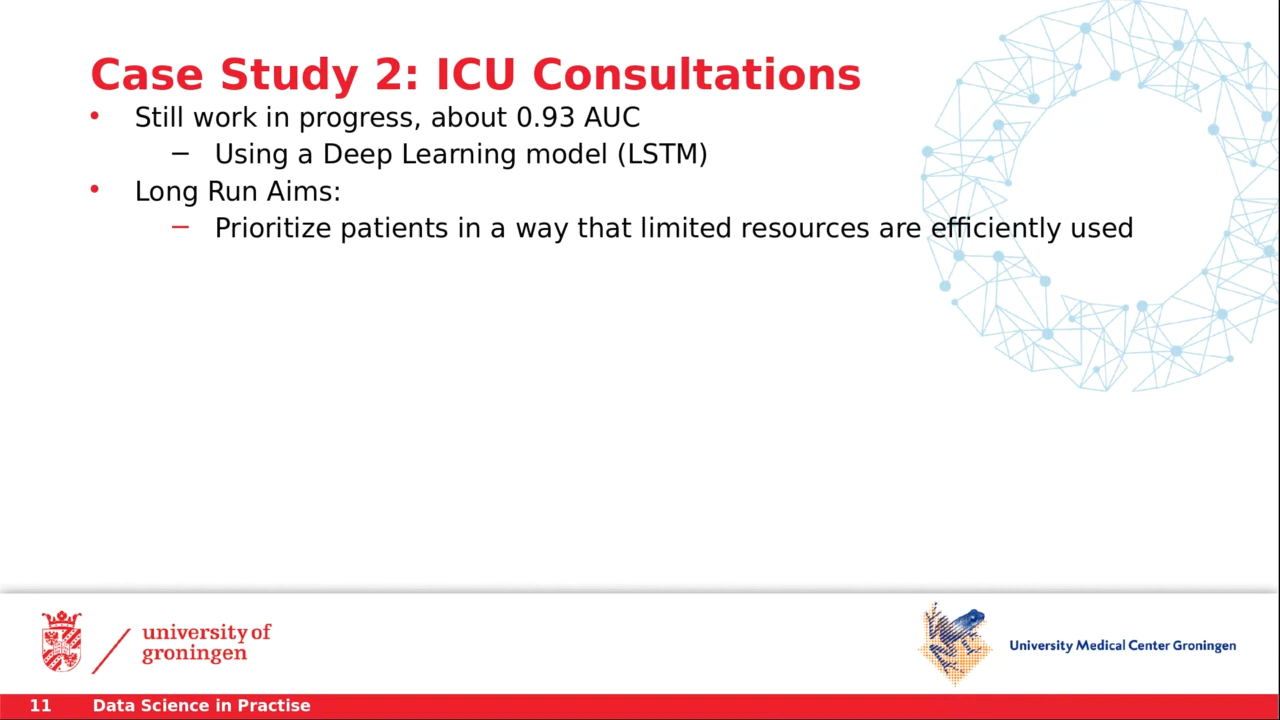 Case Study 2: ICU Consultations
• Still work in progress, about 0.93 AUC
– Using a Deep Learning model (LSTM)
• Long Run Aims:
– Prioritize patients in a way that limited resources are efficiently used
university of
groningen
University Medical Center Groningen
11 Data Science in Practise